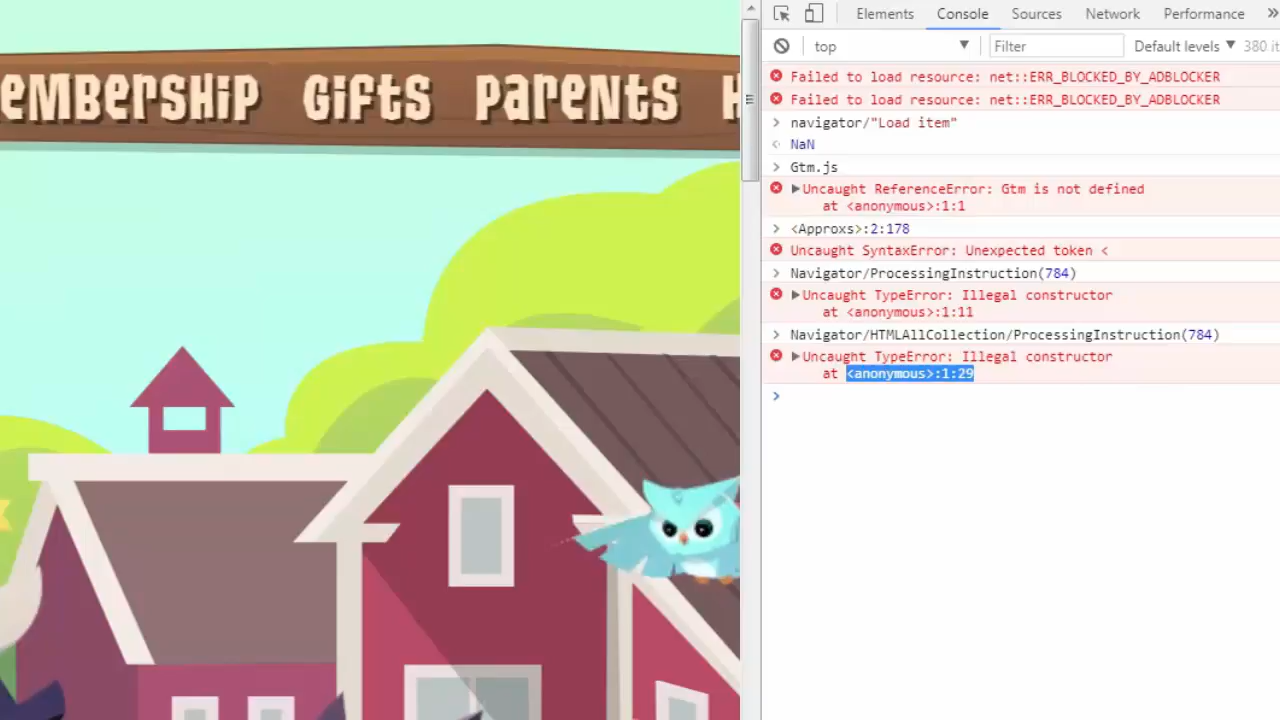 embership Gifts Parents H
Elements Console Sources Network Performance »
top Filter Default levels 380 it
Failed to load resource: net::ERR_BLOCKED_BY_ADBLOCKER
Failed to load resource: net::ERR_BLOCKED_BY_ADBLOCKER
navigator/"Load item"
NaN
Gtm.js
Uncaught ReferenceError: Gtm is not defined
at <anonymous>:1:1
<Approxs>:2:178
Uncaught SyntaxError: Unexpected token <
Navigator/ProcessingInstruction(784)
Uncaught TypeError: Illegal constructor
at <anonymous>:1:11
Navigator/HTMLAllCollection/ProcessingInstruction(784)
Uncaught TypeError: Illegal constructor
at <anonymous>:1:29